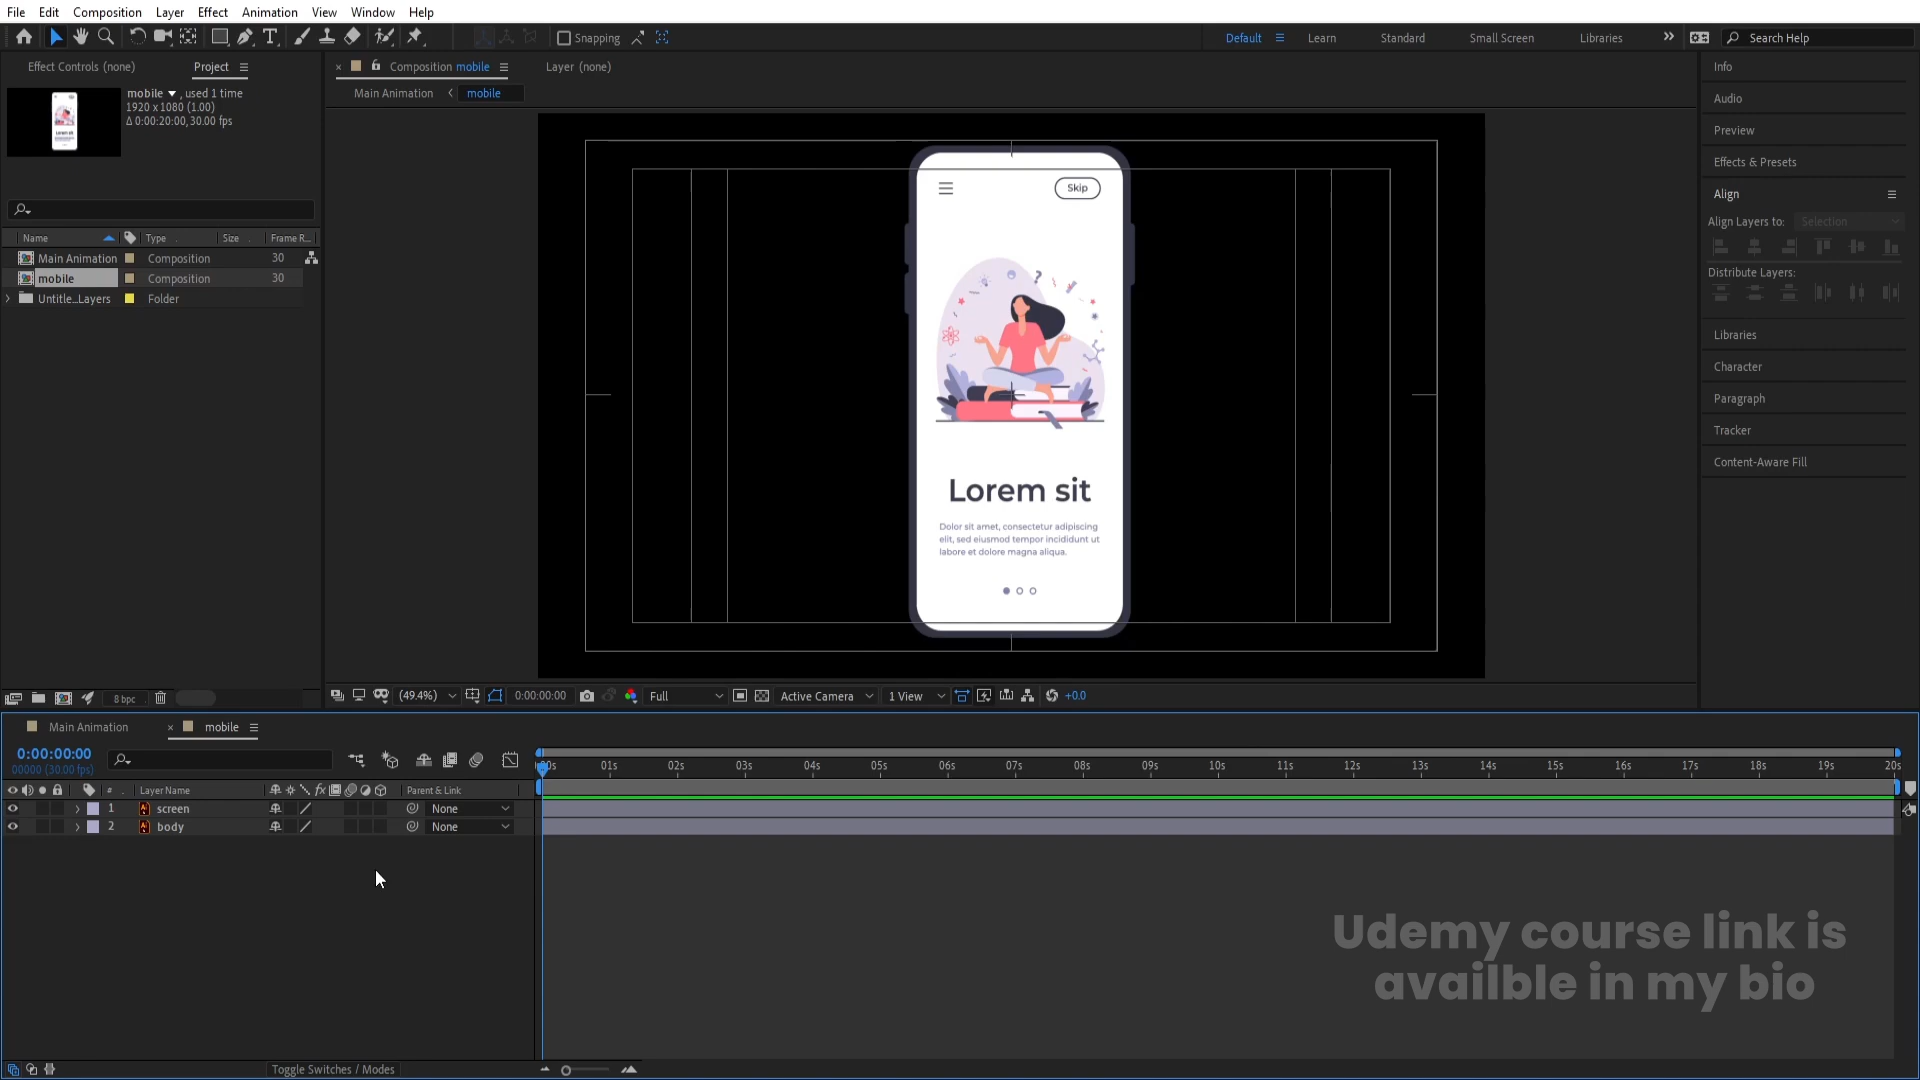 File Edit Composition Layer Effect Animation View Window Help
Snapping
Default Learn Standard Small Screen Libraries Search Help
Effect Controls (none) Project
mobile , used 1 time
1920 x 1080 (1.00)
Δ 0:00:20:00, 30.00 fps
Name Type Size Frame R...
Main Animation Composition 30
mobile Composition 30
Untitle...Layers Folder
8 bpc
Composition mobile Layer (none)
Main Animation mobile
Skip
Lorem sit
Dolor sit amet, consectetur adipiscing
elit, sed eiusmod tempor incididunt ut
labore et dolore magna aliqua.
(49.4%) 0:00:00:00 Full Active Camera 1 View +0.0
Info
Audio
Preview
Effects & Presets
Align
Align Layers to: Selection
Distribute Layers:
Libraries
Character
Paragraph
Tracker
Content-Aware Fill
Main Animation mobile
0:00:00:00
00000 (30.00 fps)
00s 01s 02s 03s 04s 05s 06s 07s 08s 09s 10s 11s 12s 13s 14s 15s 16s 17s 18s 19s 20s
# Layer Name fx Parent & Link
1 screen None
2 body None
Udemy course link is
availble in my bio
Toggle Switches / Modes